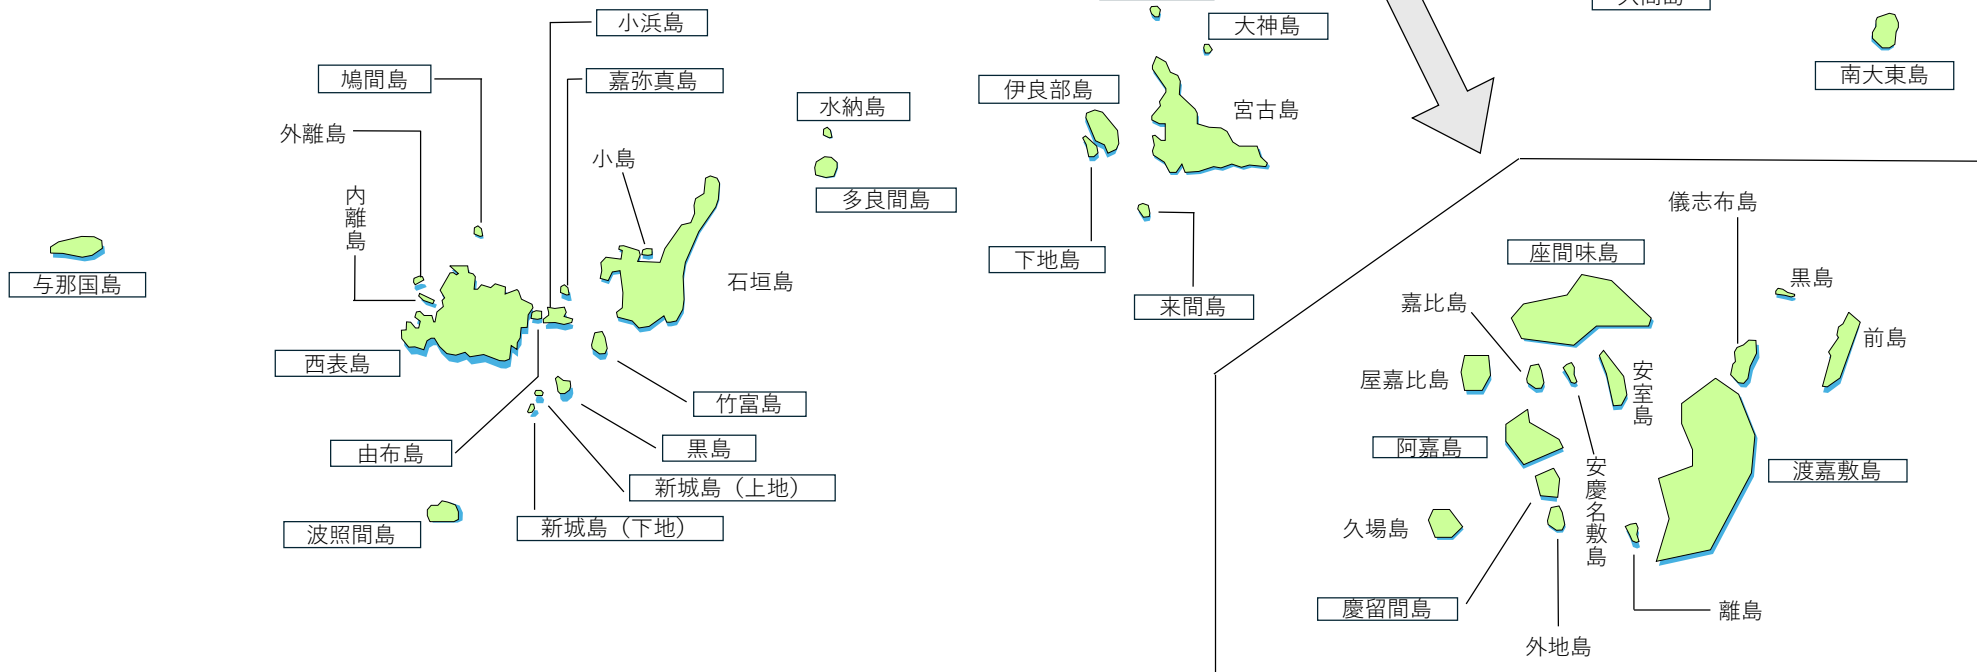 小浜島
大神島
鳩間島
嘉弥真島
水納島
伊良部島
宮古島
南大東島
外離島
小島
内離島
多良間島
儀志布島
与那国島
石垣島
下地島
座間味島
黒島
来間島
嘉比島
前島
西表島
屋嘉比島
安室島
竹富島
由布島
黒島
阿嘉島
渡嘉敷島
新城島（上地）
安慶名敷島
波照間島
新城島（下地）
久場島
慶留間島
離島
外地島